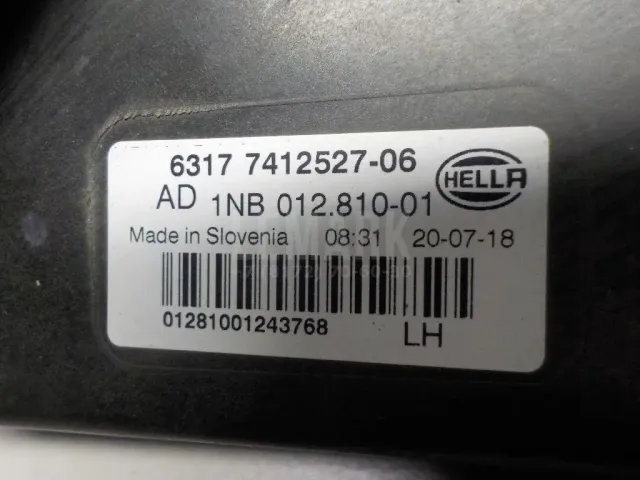 6317 7412527-06
HELLA
AD 1NB 012.810-01
Made in Slovenia 08:31 20-07-18
01281001243768
LH